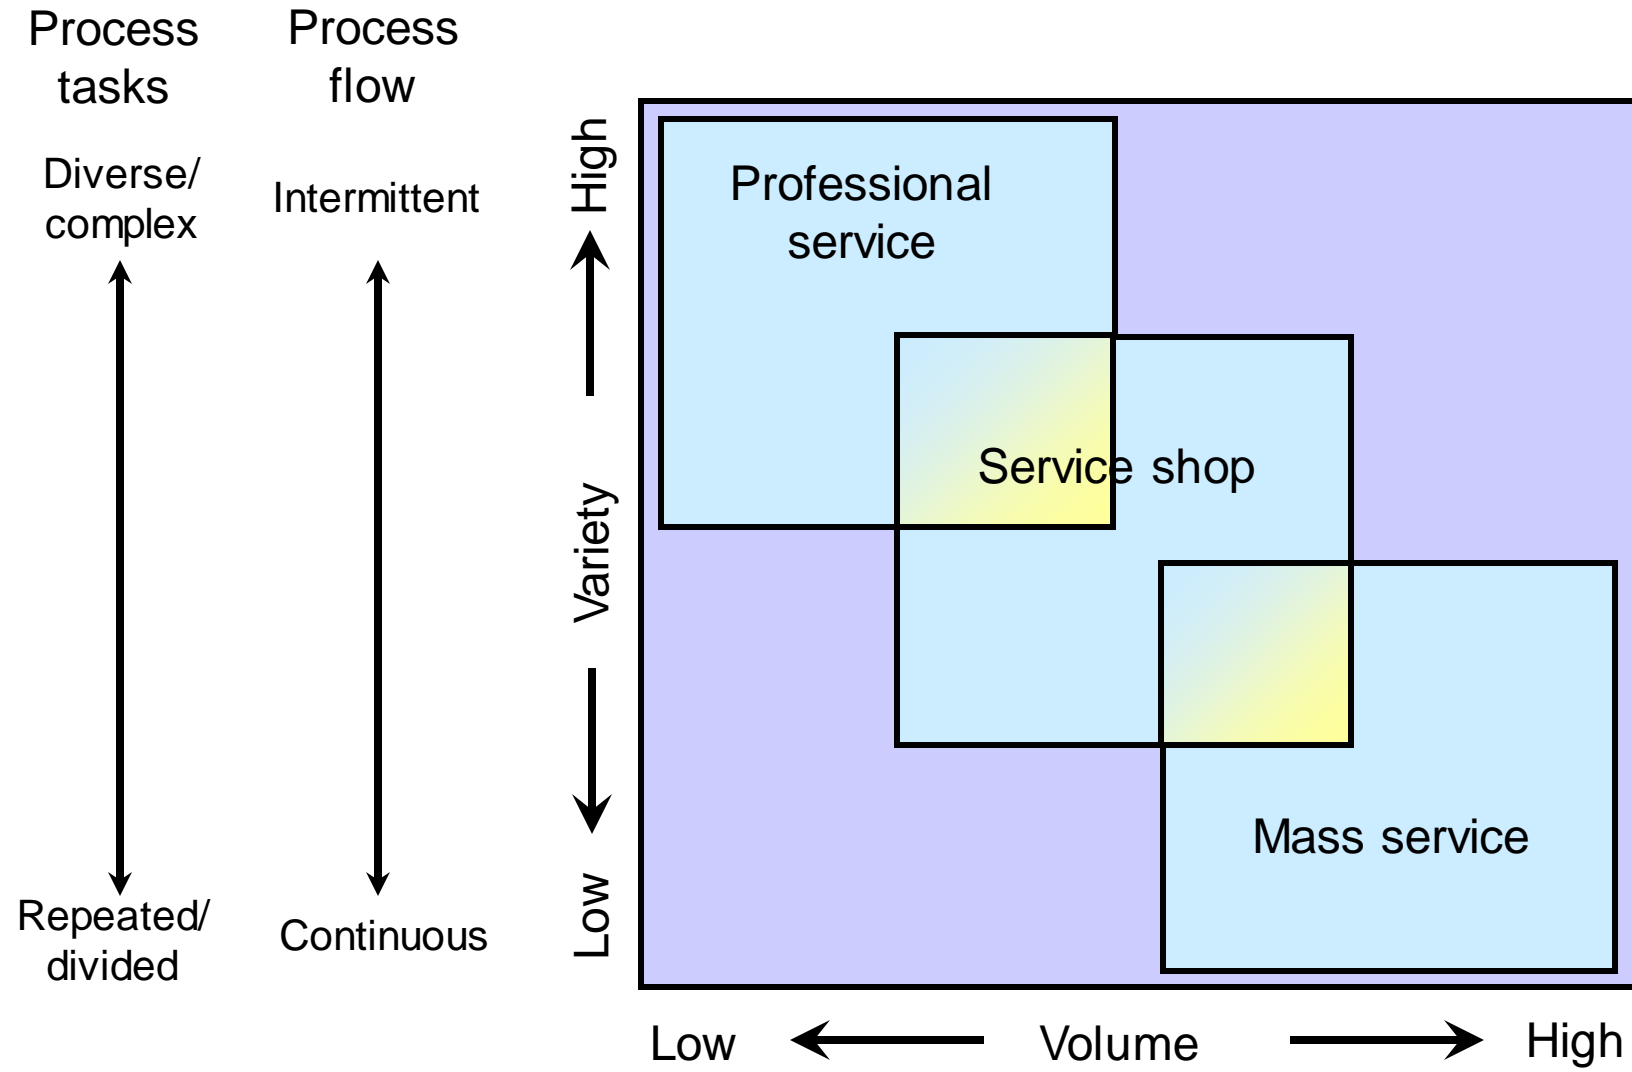 Process
tasks
Process
flow
Diverse/
complex
Intermittent
High
Professional
service
Service shop
Variety
Mass service
Repeated/
divided
Continuous
Low
Low
Volume
High